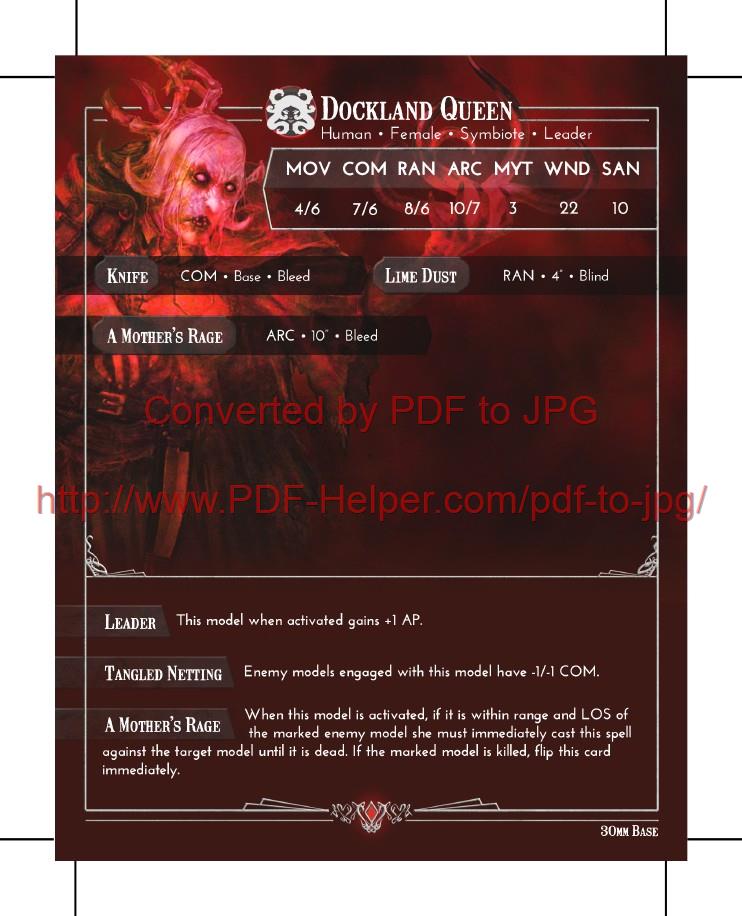 Dockland Queen
Human • Female • Symbiote • Leader
MOV COM RAN ARC MYT WND SAN
4/6 7/6 8/6 10/7 3 22 10
Knife COM • Base • Bleed Lime Dust RAN • 4" • Blind
A Mother's Rage ARC • 10" • Bleed
Converted by PDF to JPG
http://www.PDF-Helper.com/pdf-to-jpg/
Leader This model when activated gains +1 AP.
Tangled Netting Enemy models engaged with this model have -1/-1 COM.
A Mother's Rage When this model is activated, if it is within range and LOS of
the marked enemy model she must immediately cast this spell
against the target model until it is dead. If the marked model is killed, flip this card
immediately.
30mm Base